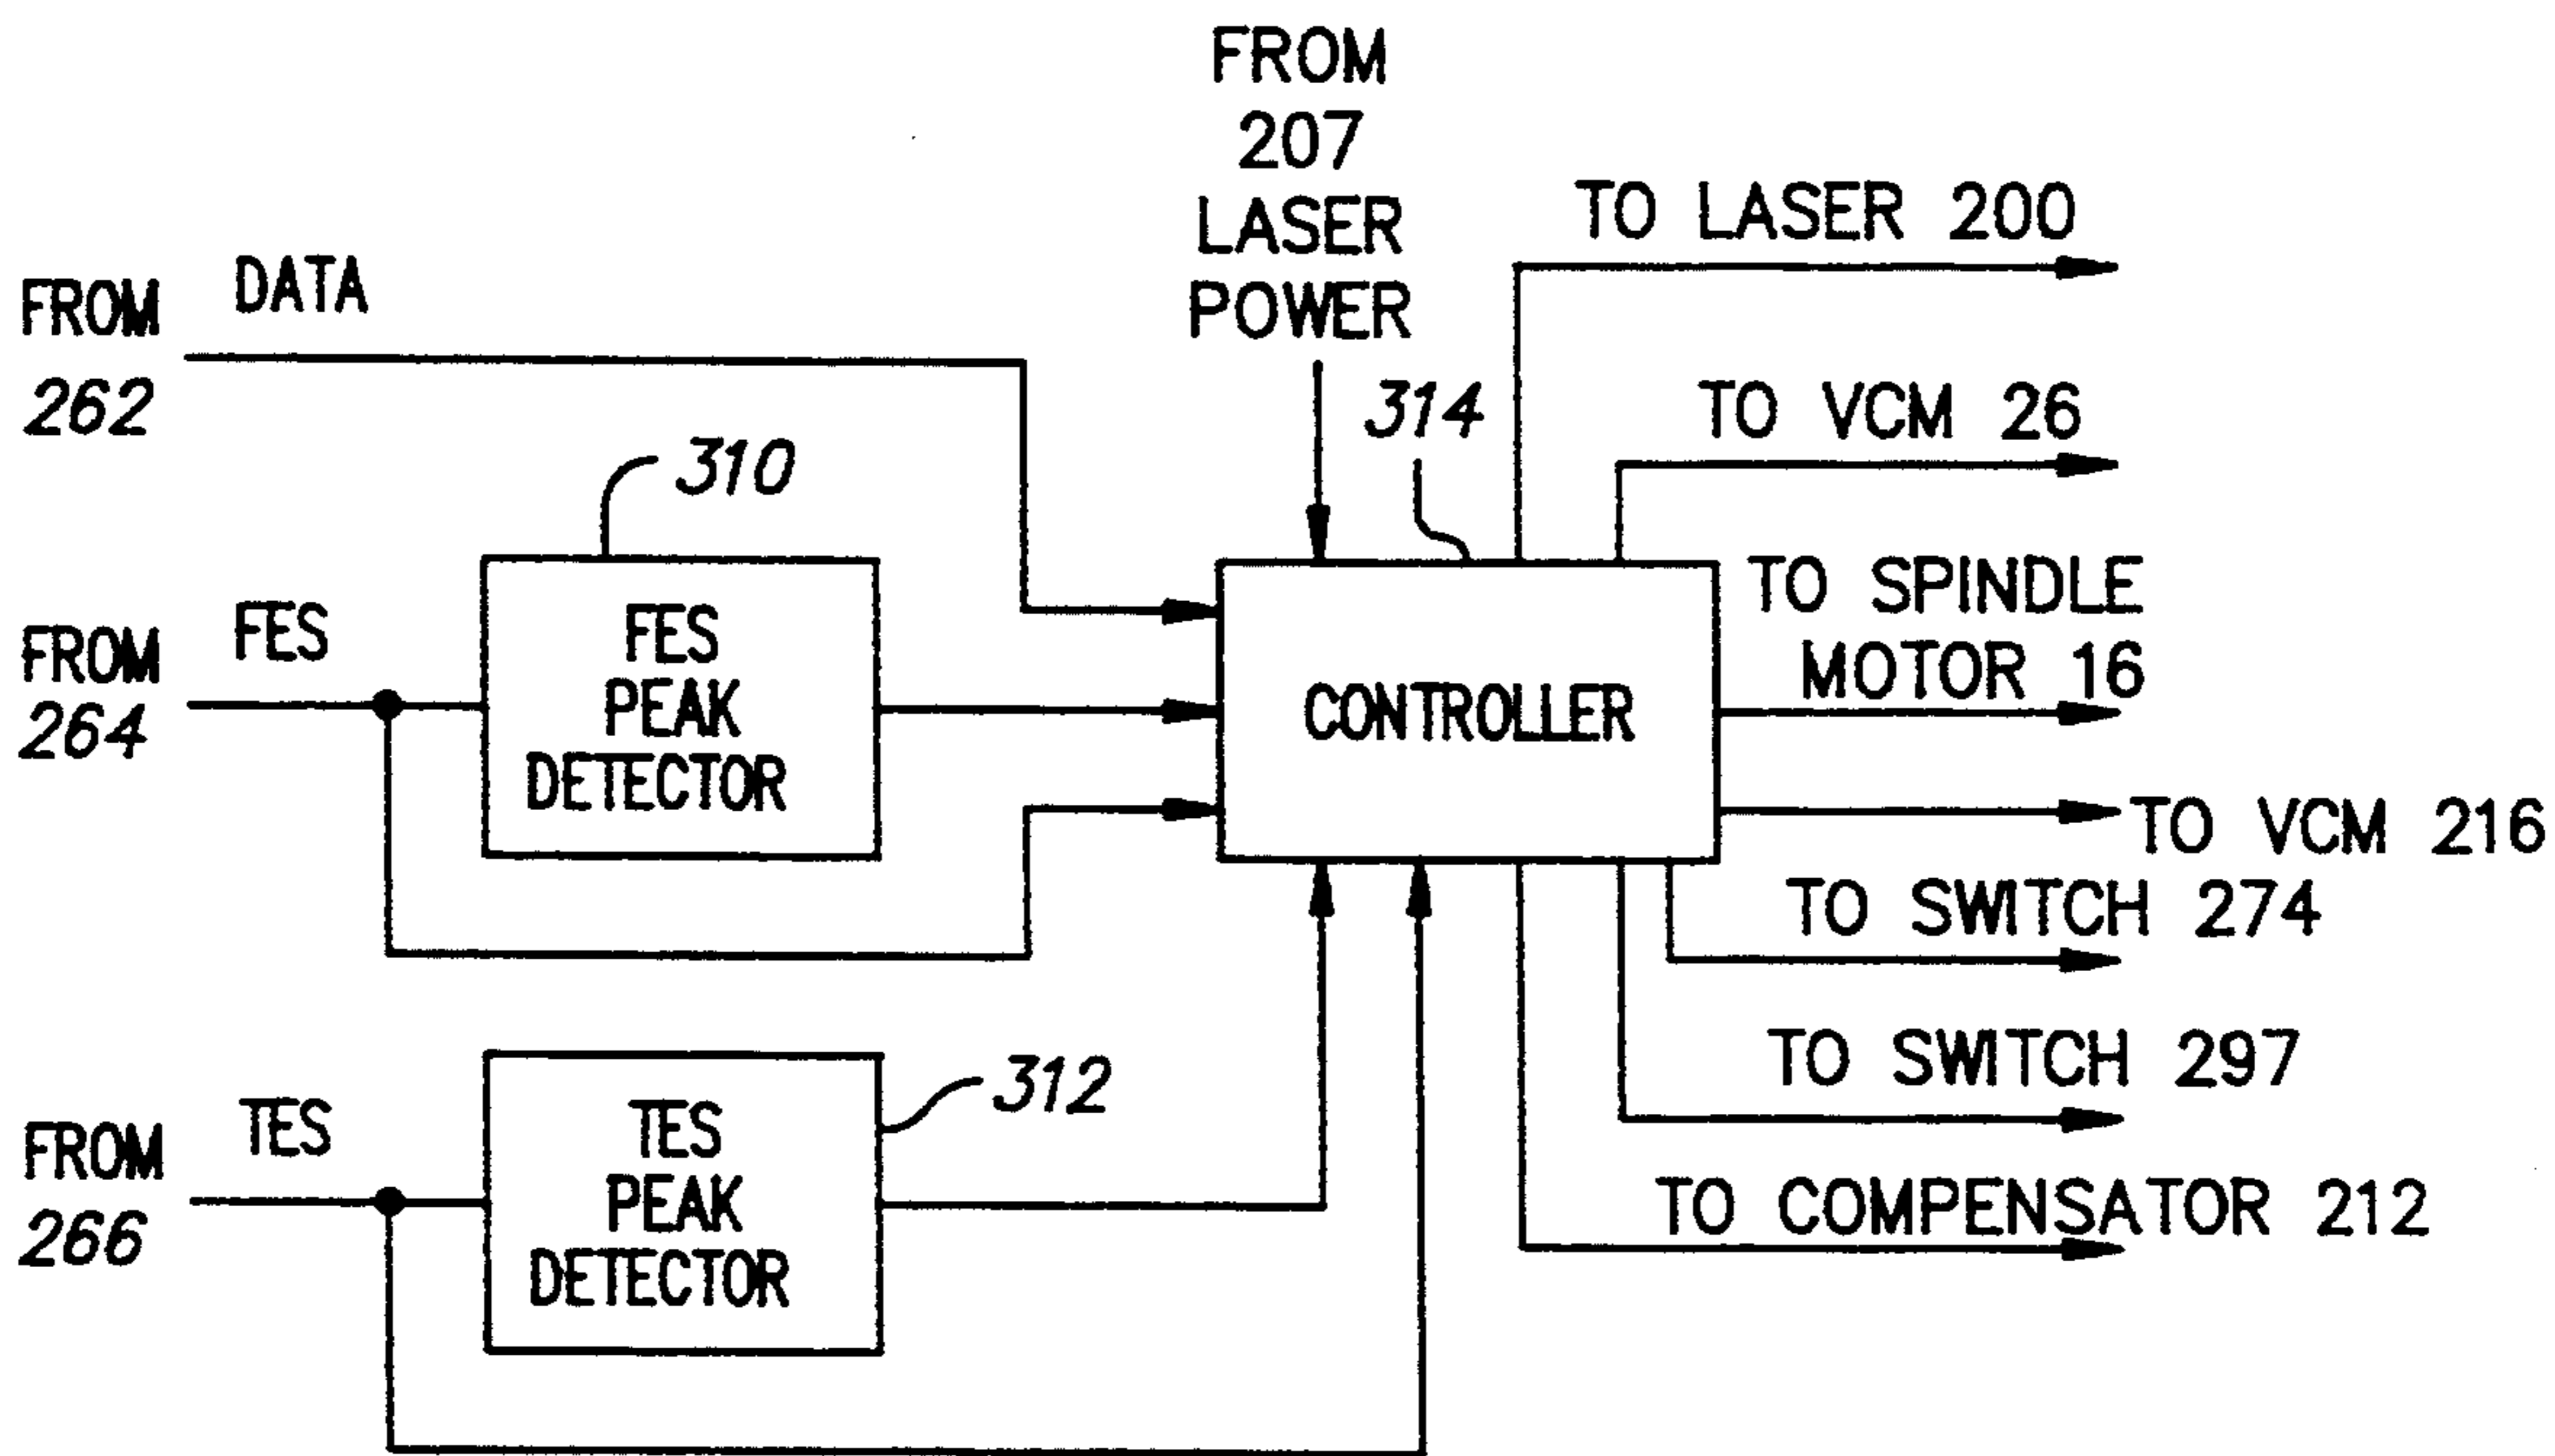 FROM
207
LASER
POWER
TO LASER 200
DATA
FROM
262
314
TO VCM 26
310
TO SPINDLE
MOTOR 16
FES
FROM
264
FES
PEAK
DETECTOR
CONTROLLER
TO VCM 216
TO SWITCH 274
TO SWITCH 297
312
TES
FROM
266
TES
PEAK
DETECTOR
TO COMPENSATOR 212